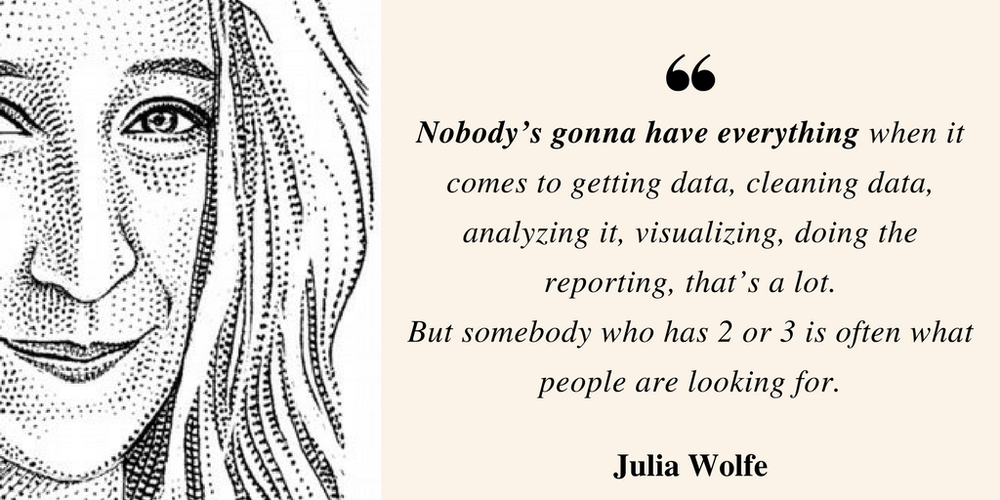 ❝
Nobody’s gonna have everything when it
comes to getting data, cleaning data,
analyzing it, visualizing, doing the
reporting, that’s a lot.
But somebody who has 2 or 3 is often what
people are looking for.
Julia Wolfe